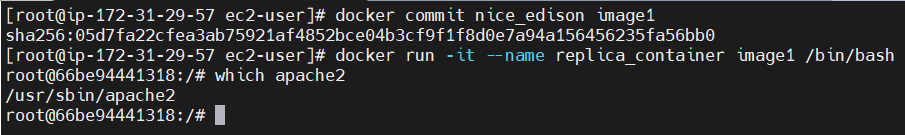 [root@ip-172-31-29-57 ec2-user]# docker commit nice_edison image1
sha256:05d7fa22cfea3ab75921af4852bce04b3cf9f1f8d0e7a94a156456235fa56bb0
[root@ip-172-31-29-57 ec2-user]# docker run -it --name replica_container image1 /bin/bash
root@66be94441318:/# which apache2
/usr/sbin/apache2
root@66be94441318:/#